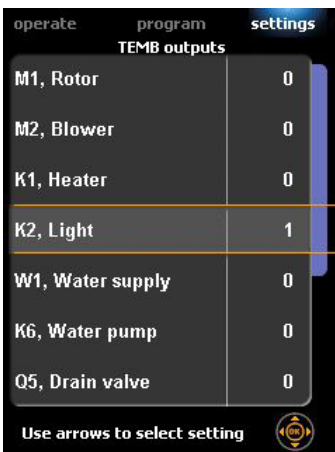 operate program settings
TEMB outputs
M1, Rotor 0
M2, Blower 0
K1, Heater 0
K2, Light 1
W1, Water supply 0
K6, Water pump 0
Q5, Drain valve 0
Use arrows to select setting OK